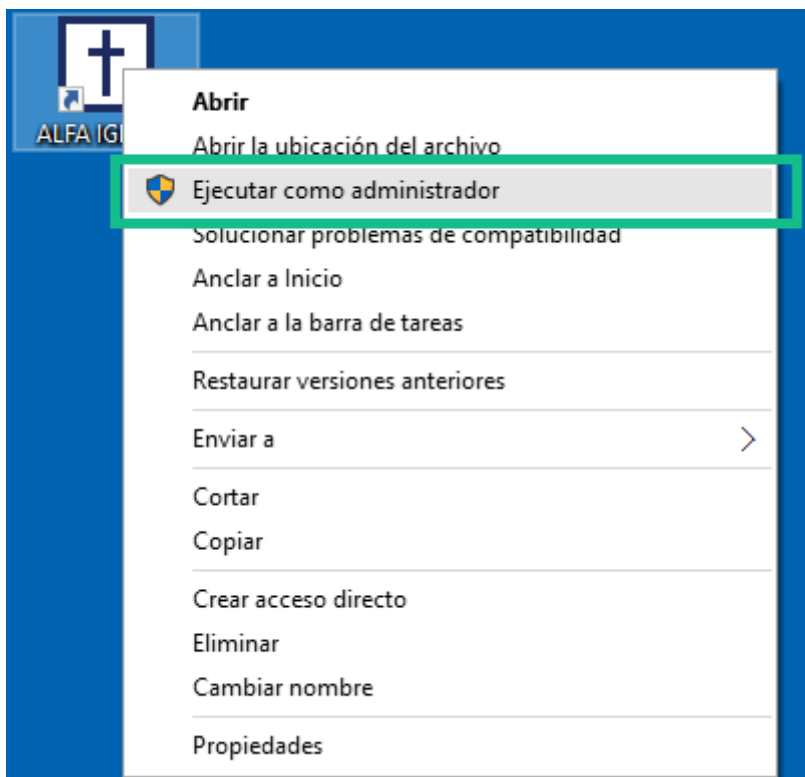 ALFA IG
Abrir
Abrir la ubicación del archivo
Ejecutar como administrador
Solucionar problemas de compatibilidad
Anclar a Inicio
Anclar a la barra de tareas
Restaurar versiones anteriores
Enviar a
Cortar
Copiar
Crear acceso directo
Eliminar
Cambiar nombre
Propiedades